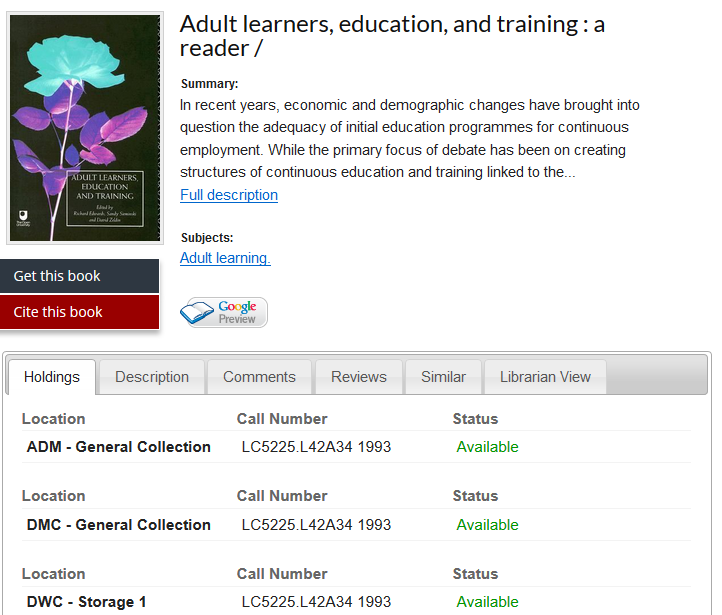 Adult learners, education, and training : a
reader /
Summary:
In recent years, economic and demographic changes have brought into
question the adequacy of initial education programmes for continuous
employment. While the primary focus of debate has been on creating
structures of continuous education and training linked to the...
Full description
Subjects:
Adult learning.
Google
Preview
ADULT LEARNERS,
EDUCATION
AND TRAINING
Edited by
Richard Edwards, Sandy Sieminski
and David Zeldin
The Open
University
Get this book
Cite this book
Holdings
Description
Comments
Reviews
Similar
Librarian View
Location Call Number Status
ADM - General Collection LC5225.L42A34 1993 Available
Location Call Number Status
DMC - General Collection LC5225.L42A34 1993 Available
Location Call Number Status
DWC - Storage 1 LC5225.L42A34 1993 Available